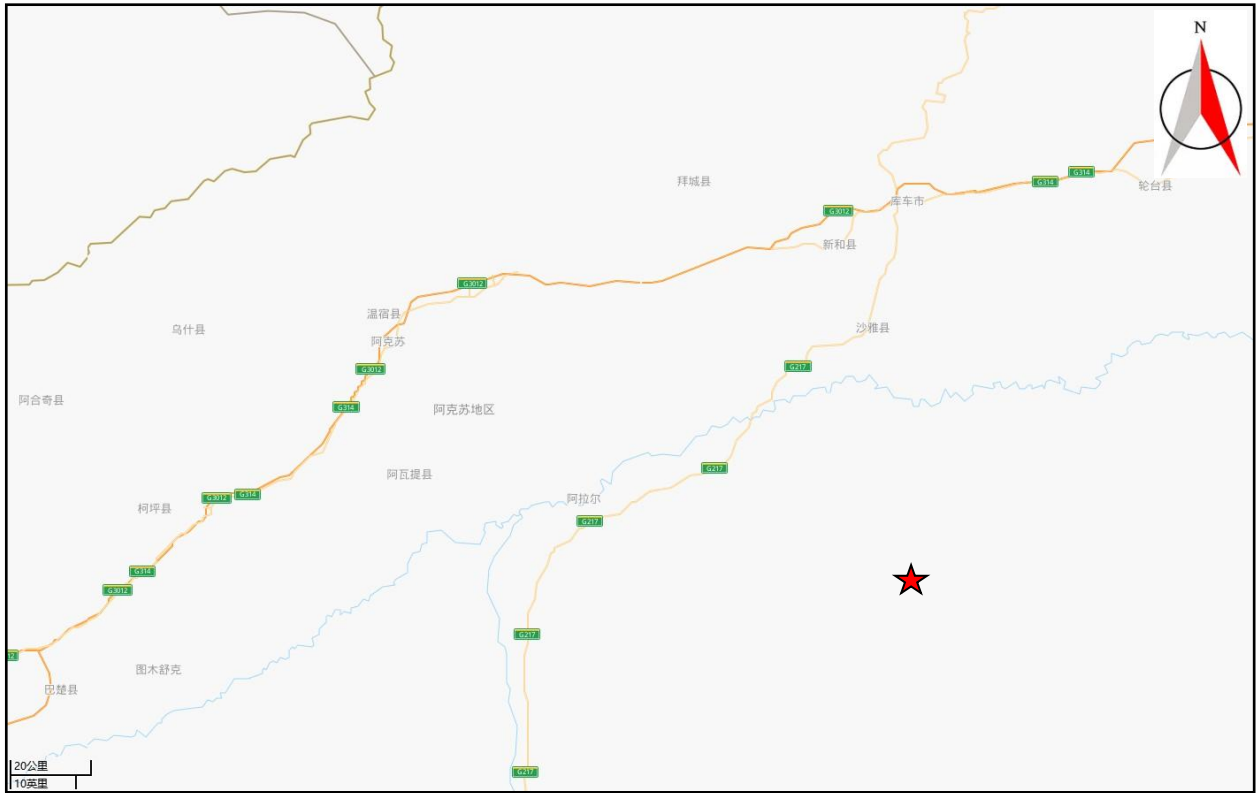 N
拜城县
G314
G314
轮台县
库车市
G3012
新和县
G3012
温宿县
乌什县
阿克苏
沙雅县
G3012
G217
阿合奇县
G314
阿克苏地区
阿瓦提县
G217
G3012
G314
阿拉尔
柯坪县
G217
G314
G3012
G217
12
图木舒克
巴楚县
20公里
G217
10英里